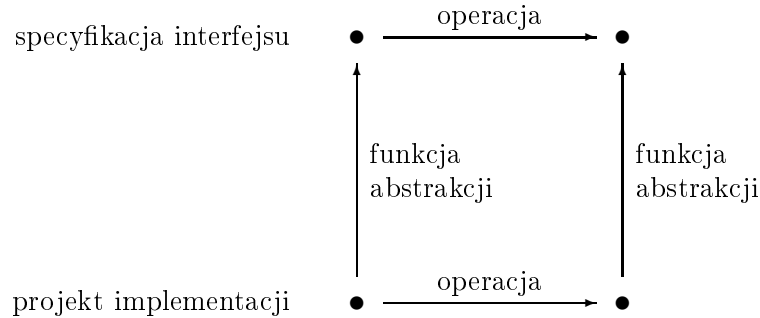 operacja
specyfikacja interfejsu
funkcja
abstrakcji
funkcja
abstrakcji
operacja
projekt implementacji